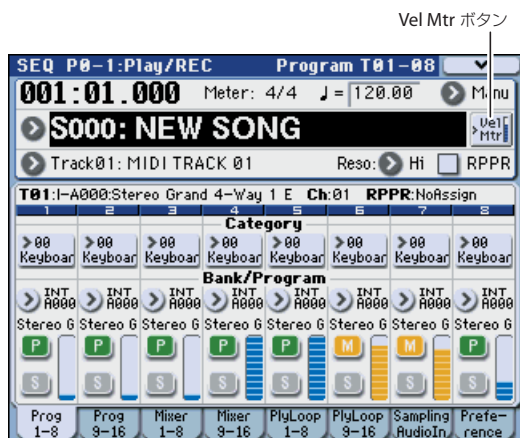 Vel Mtr ボタン
SEQ P0-1:Play/REC Program T01-08
001:01.000 Meter: 4/4 ♩= 120.00 Manu
S000: NEW SONG Vel Mtr
Track01: MIDI TRACK 01 Reso: Hi RPPR
T01:I-A000:Stereo Grand 4-Way 1 E Ch:01 RPPR:NoAssign
1 2 3 4 5 6 7 8
Category
00 00 00 00 00 00 00 00
Keyboar Keyboar Keyboar Keyboar Keyboar Keyboar Keyboar Keyboar
Bank/Program
INT INT INT INT INT INT INT INT
A000 A000 A000 A000 A000 A000 A000 A000
Stereo G Stereo G Stereo G Stereo G Stereo G Stereo G Stereo G Stereo G
P P P P P M M P
S S S S S S S S
Prog Prog Mixer Mixer PlyLoop PlyLoop Sampling Prefe-
1-8 9-16 1-8 9-16 1-8 9-16 AudioIn rence